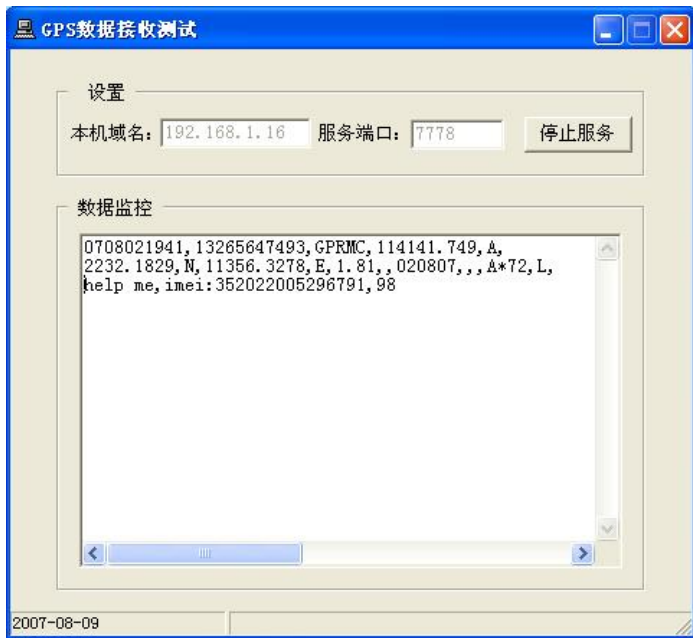 GPS数据接收测试
设置
本机域名: 192.168.1.16 服务端口: 7778 停止服务
数据监控
0708021941,13265647493,GPRMC,114141.749,A,
2232.1829,N,11356.3278,E,1.81,,020807,,,A*72,L,
help me,imei:352022005296791,98
2007-08-09